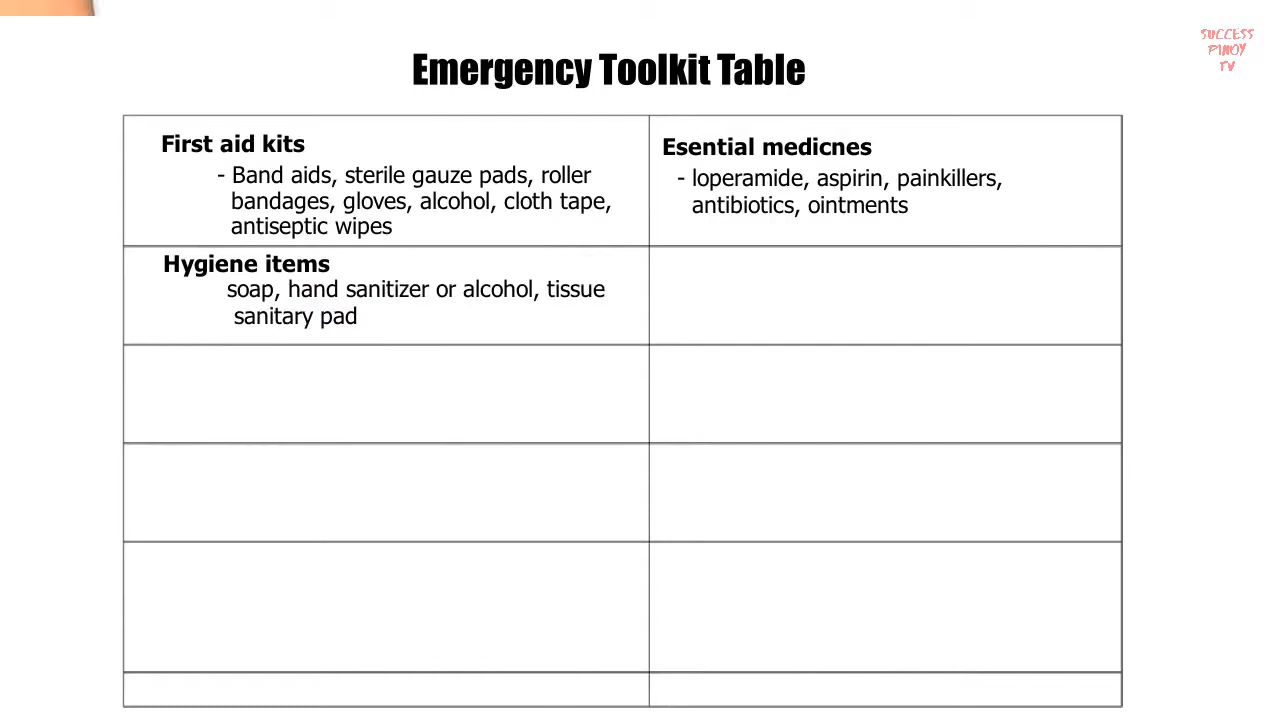 SUCCESS
PINOY
TV
Emergency Toolkit Table
First aid kits
- Band aids, sterile gauze pads, roller
bandages, gloves, alcohol, cloth tape,
antiseptic wipes
Esential medicnes
- loperamide, aspirin, painkillers,
antibiotics, ointments
Hygiene items
soap, hand sanitizer or alcohol, tissue
sanitary pad